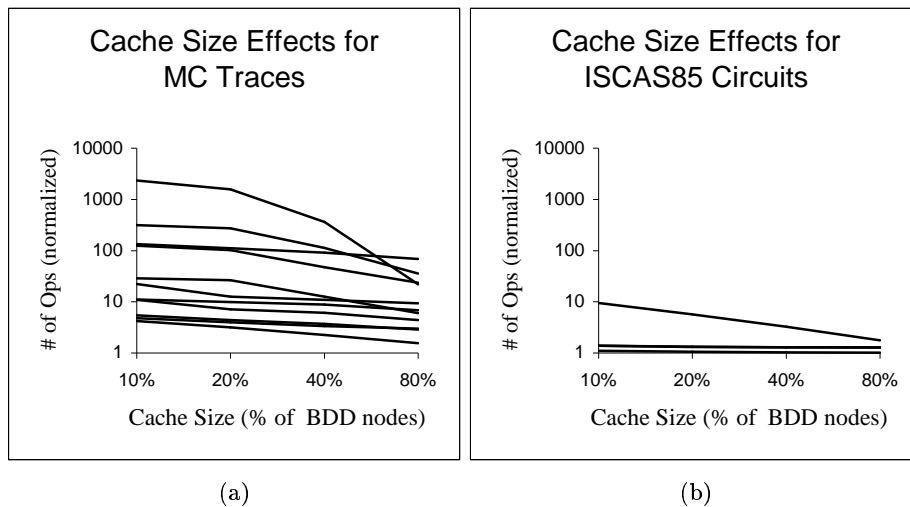 Cache Size Effects for
MC Traces
# of Ops (normalized)
10000
1000
100
10
1
10% 20% 40% 80%
Cache Size (% of BDD nodes)
(a)
Cache Size Effects for
ISCAS85 Circuits
# of Ops (normalized)
10000
1000
100
10
1
10% 20% 40% 80%
Cache Size (% of BDD nodes)
(b)